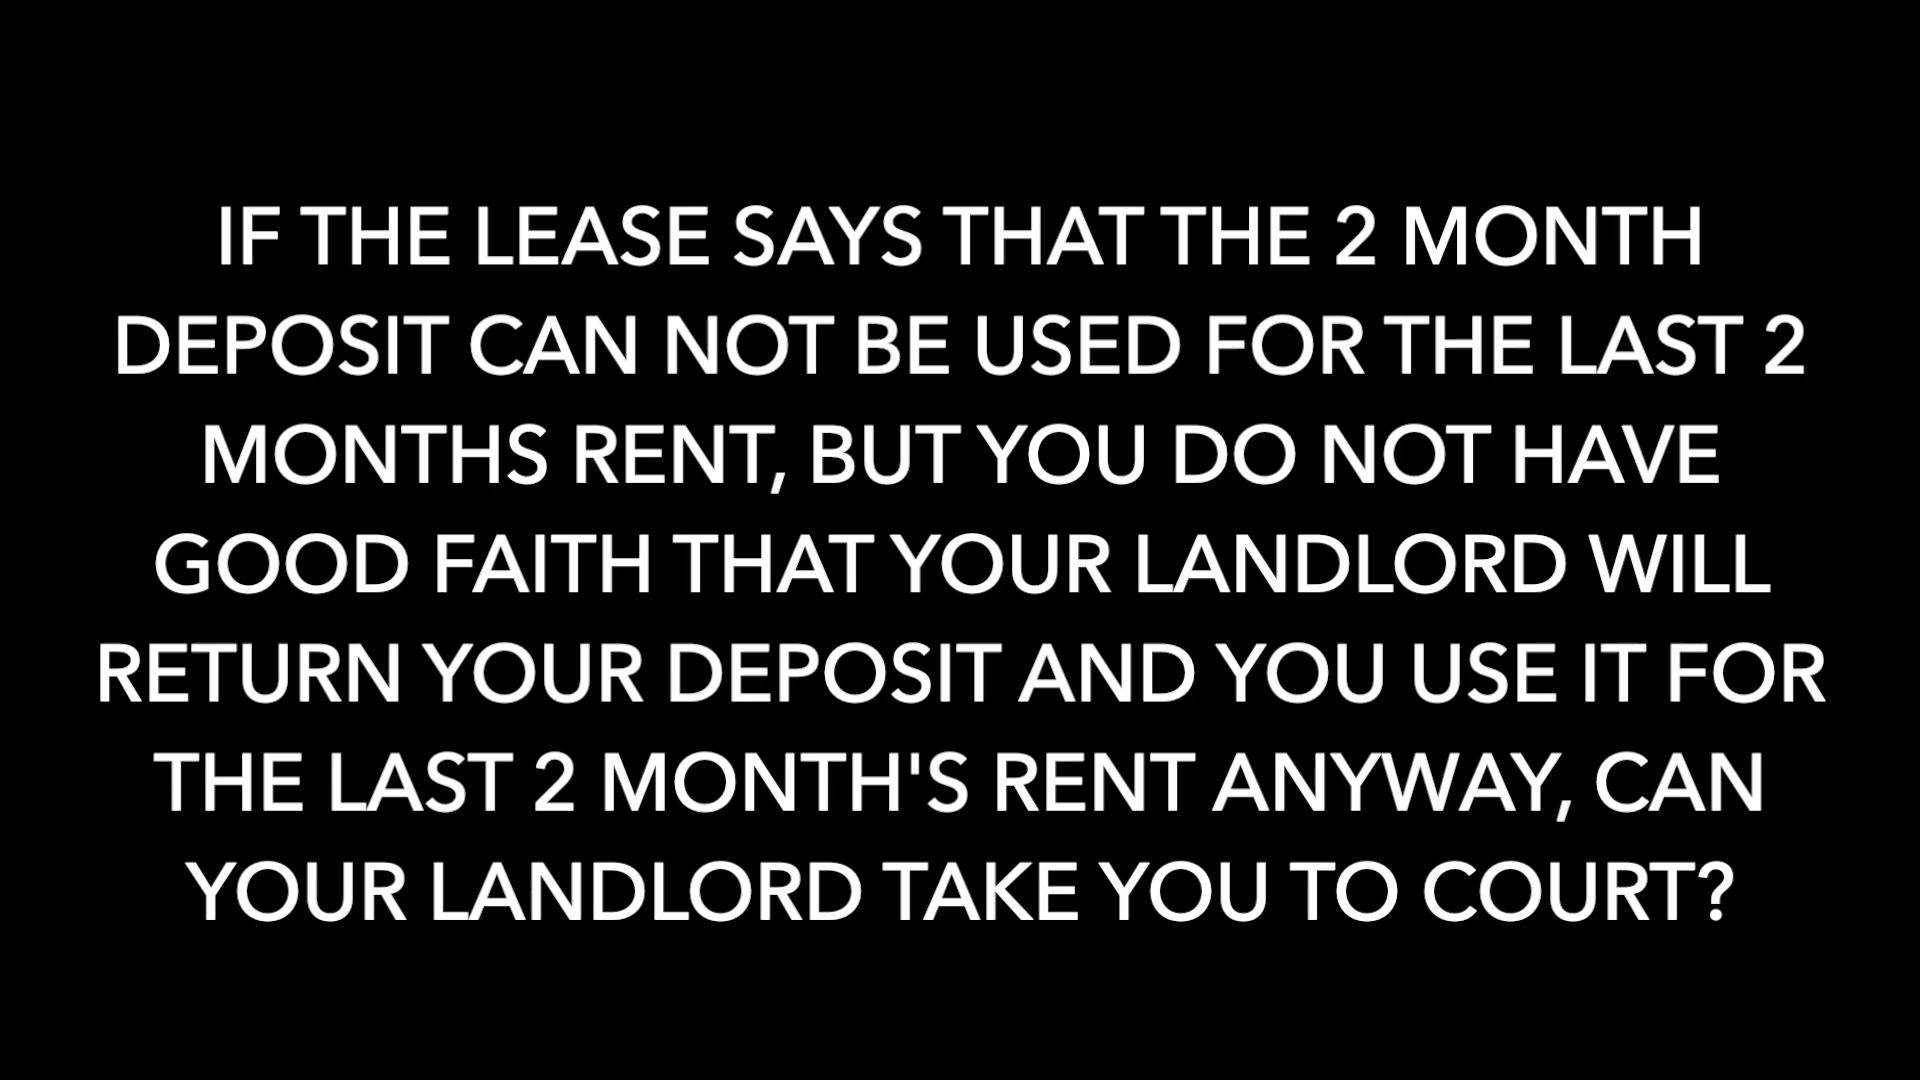 IF THE LEASE SAYS THAT THE 2 MONTH
DEPOSIT CAN NOT BE USED FOR THE LAST 2
MONTHS RENT, BUT YOU DO NOT HAVE
GOOD FAITH THAT YOUR LANDLORD WILL
RETURN YOUR DEPOSIT AND YOU USE IT FOR
THE LAST 2 MONTH'S RENT ANYWAY, CAN
YOUR LANDLORD TAKE YOU TO COURT?